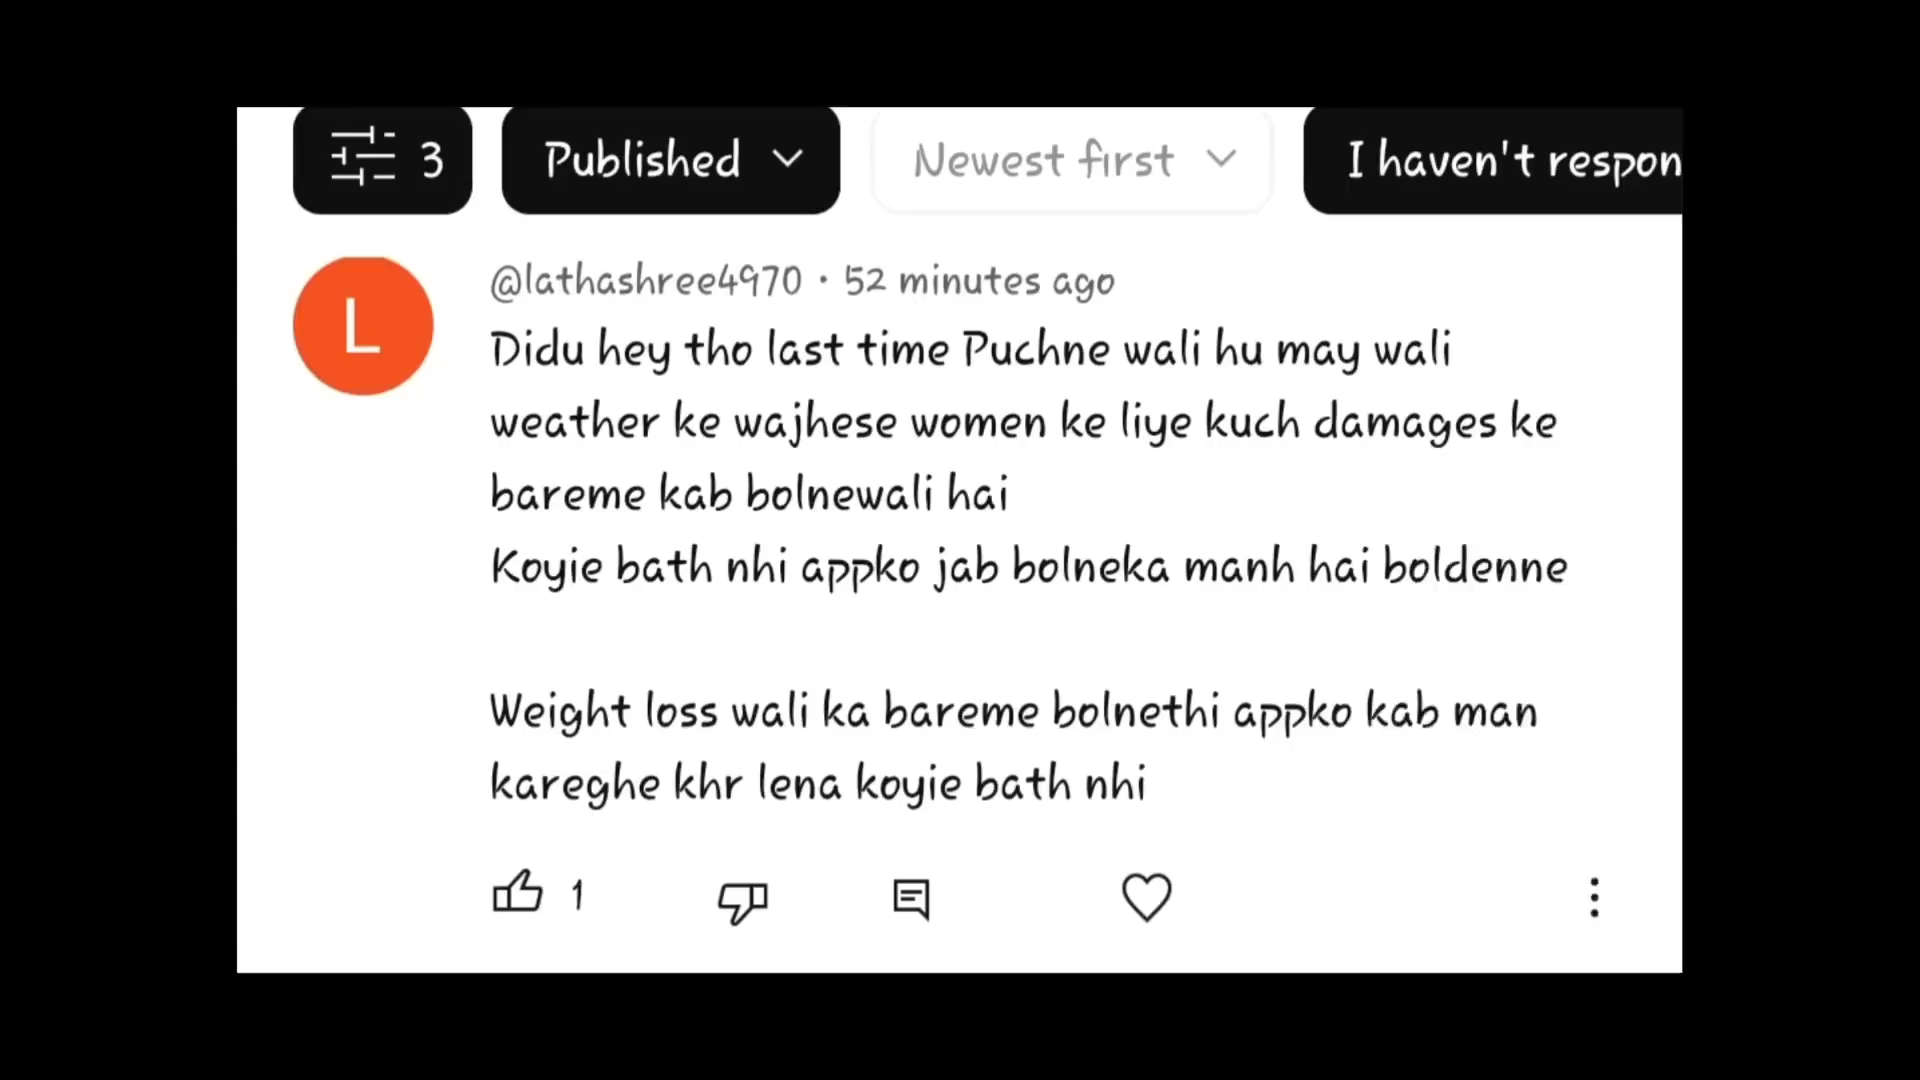 3 Published Newest first I haven't respon
L
@lathashree4970 · 52 minutes ago
Didu hey tho last time Puchne wali hu may wali
weather ke wajhese women ke liye kuch damages ke
bareme kab bolnewali hai
Koyie bath nhi appko jab bolneka manh hai boldenne
Weight loss wali ka bareme bolnethi appko kab man
kareghe khr lena koyie bath nhi
1